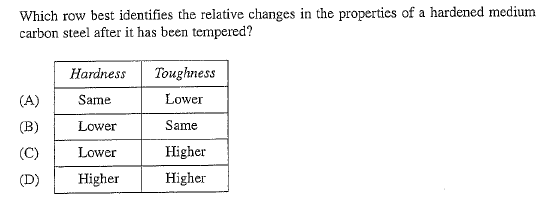 Which row best identifies the relative changes in the properties of a hardened medium
carbon steel after it has been tempered?
Hardness Toughness
(A) Same Lower
(B) Lower Same
(C) Lower Higher
(D) Higher Higher